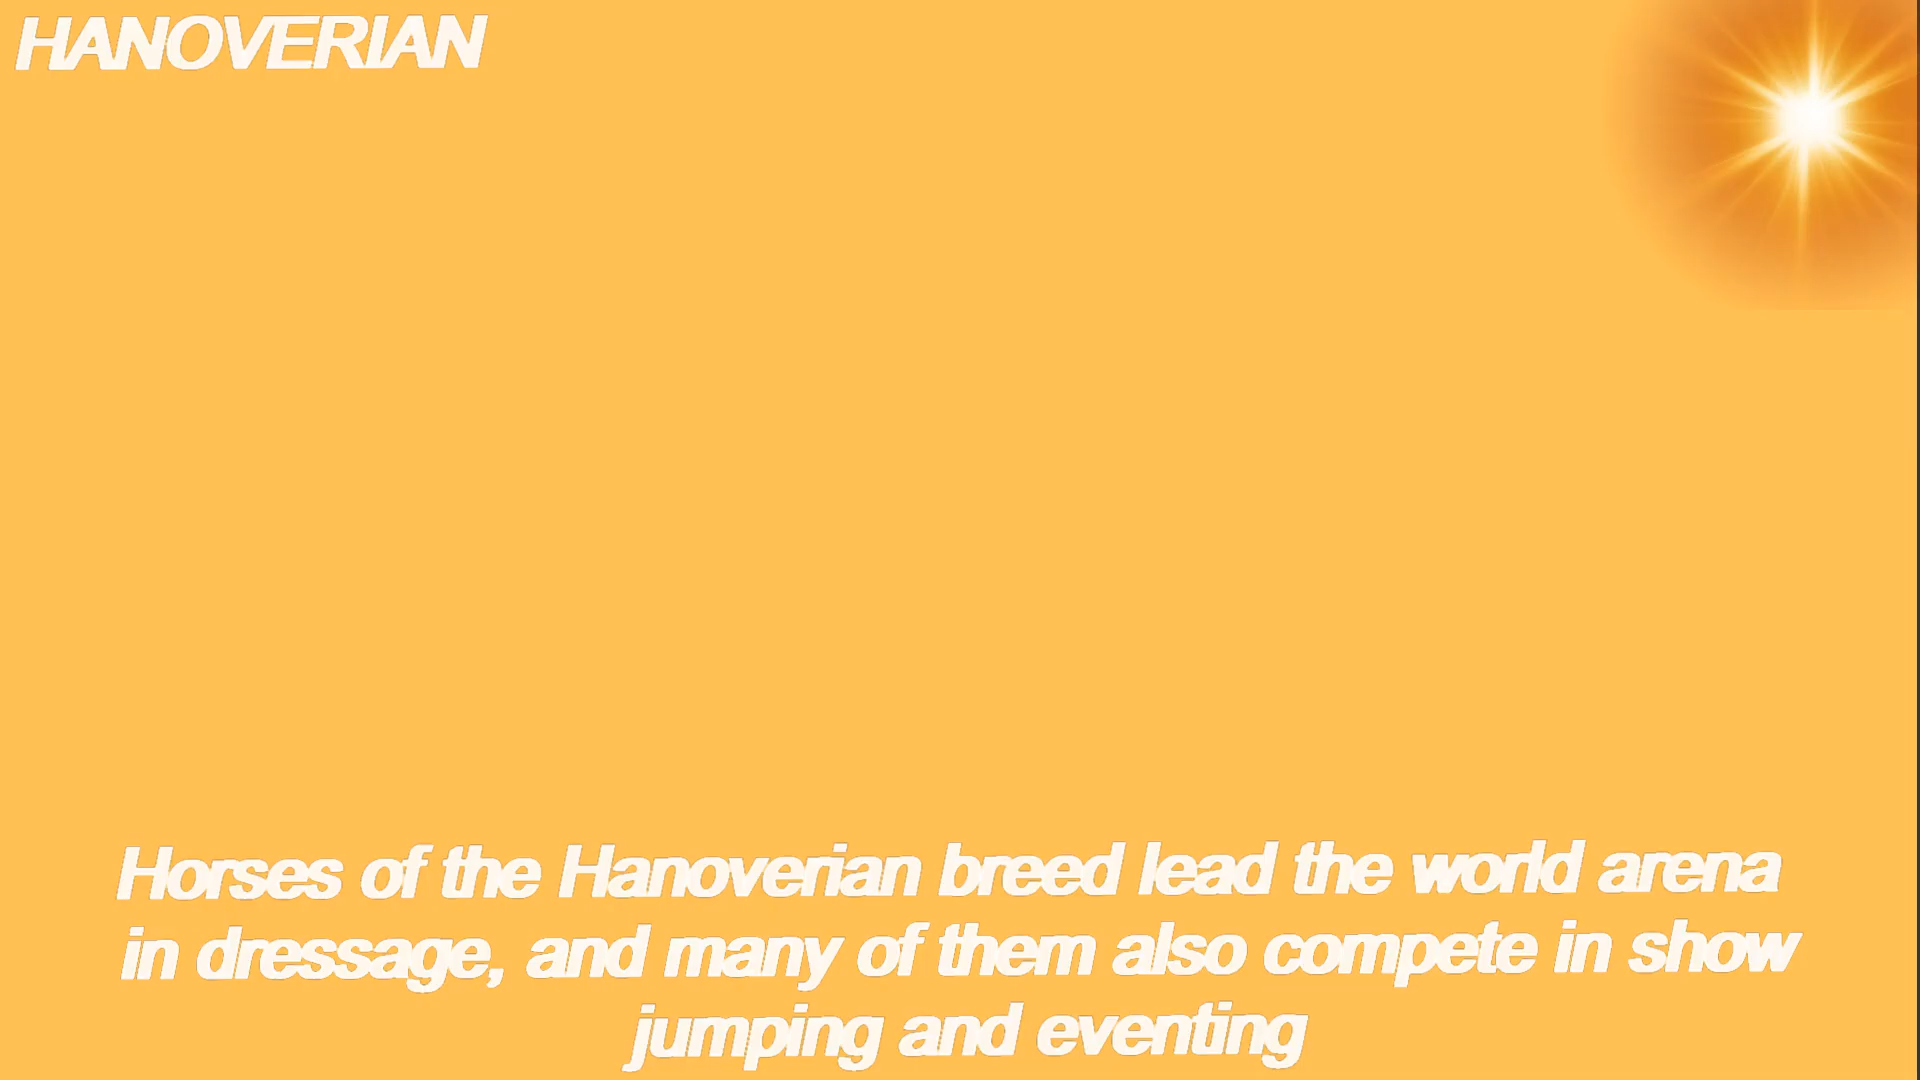 HANOVERIAN
Horses of the Hanoverian breed lead the world arena
in dressage, and many of them also compete in show
jumping and eventing